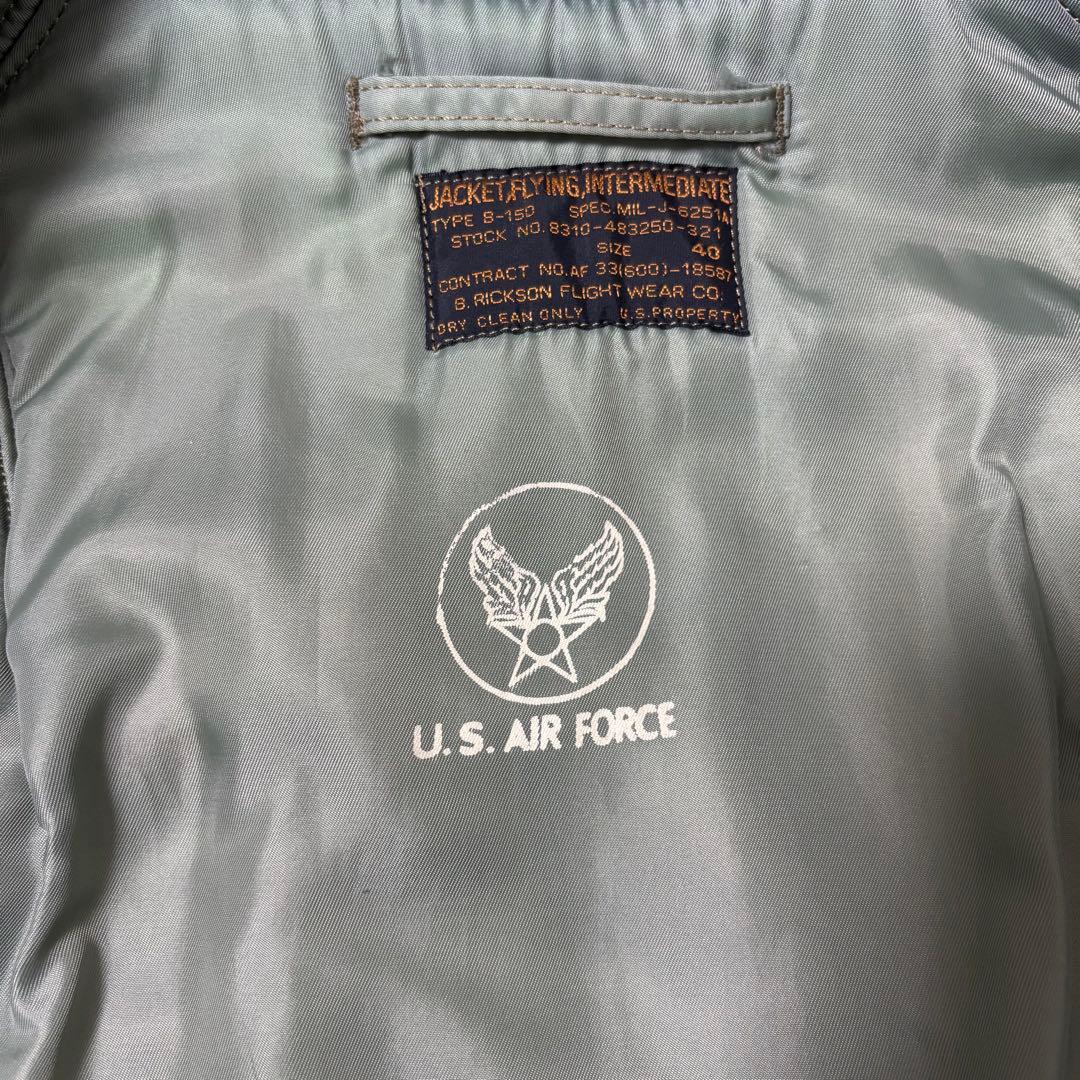 JACKET,FLYING,INTERMEDIATE
TYPE B-15D SPEC.MIL-J-6251A
STOCK NO. 8310-483250-321
SIZE 40
CONTRACT NO.AF 33(600)-18587
B. RICKSON FLIGHT WEAR CO.
DRY CLEAN ONLY U.S.PROPERTY
U.S. AIR FORCE